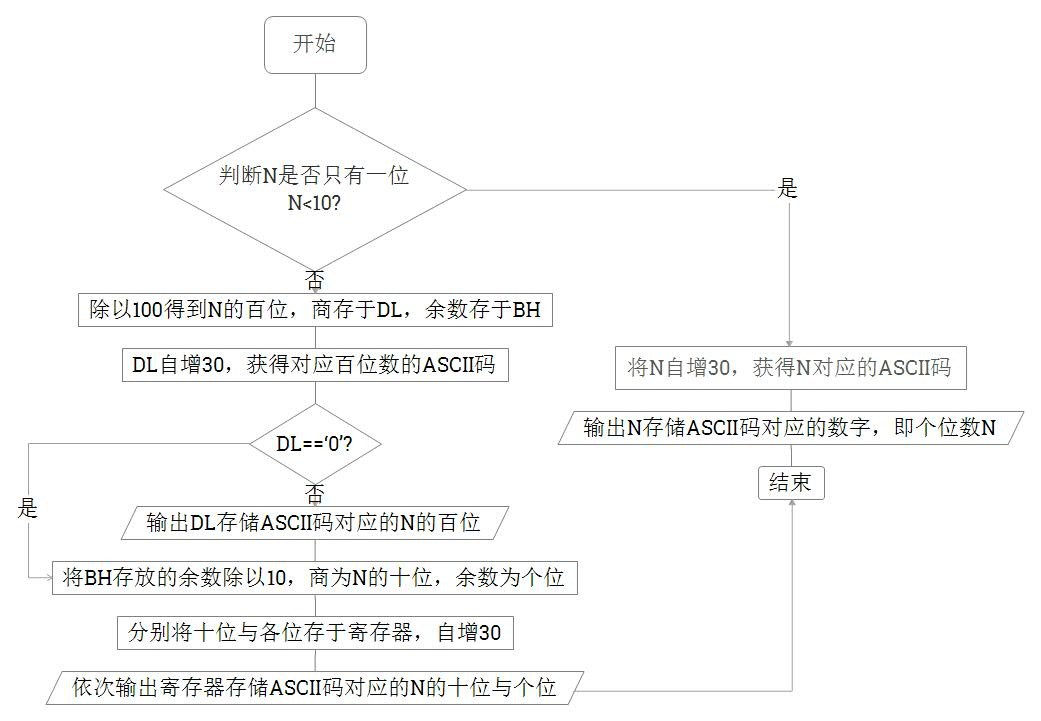 开始
判断N是否只有一位
N<10?
是
否
除以100得到N的百位，商存于DL，余数存于BH
DL自增30，获得对应百位数的ASCII码
将N自增30，获得N对应的ASCII码
输出N存储ASCII码对应的数字，即个位数N
DL==‘0’?
结束
否
是
输出DL存储ASCII码对应的N的百位
将BH存放的余数除以10，商为N的十位，余数为个位
分别将十位与各位存于寄存器，自增30
依次输出寄存器存储ASCII码对应的N的十位与个位